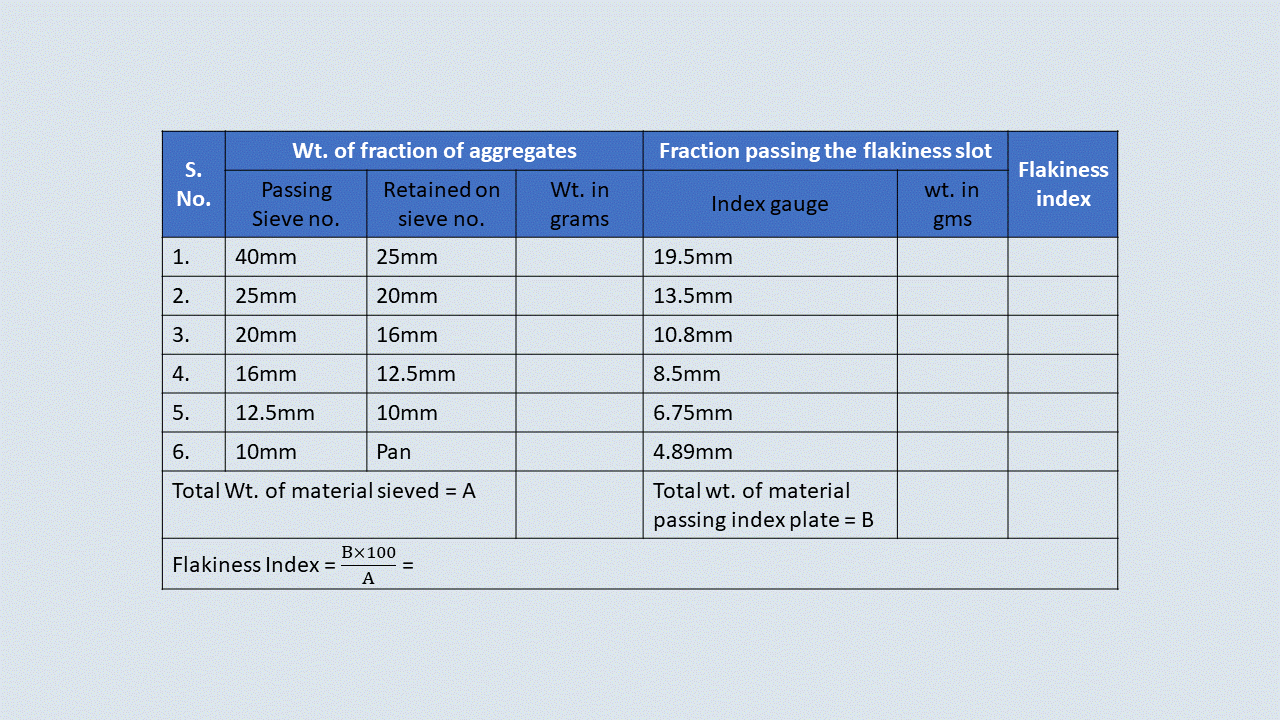 S. No. Wt. of fraction of aggregates Fraction passing the flakiness slot Flakiness index
Passing Sieve no. Retained on sieve no. Wt. in grams Index gauge wt. in gms
1. 40mm 25mm 19.5mm
2. 25mm 20mm 13.5mm
3. 20mm 16mm 10.8mm
4. 16mm 12.5mm 8.5mm
5. 12.5mm 10mm 6.75mm
6. 10mm Pan 4.89mm
Total Wt. of material sieved = A Total wt. of material passing index plate = B
Flakiness Index = B×100/A =